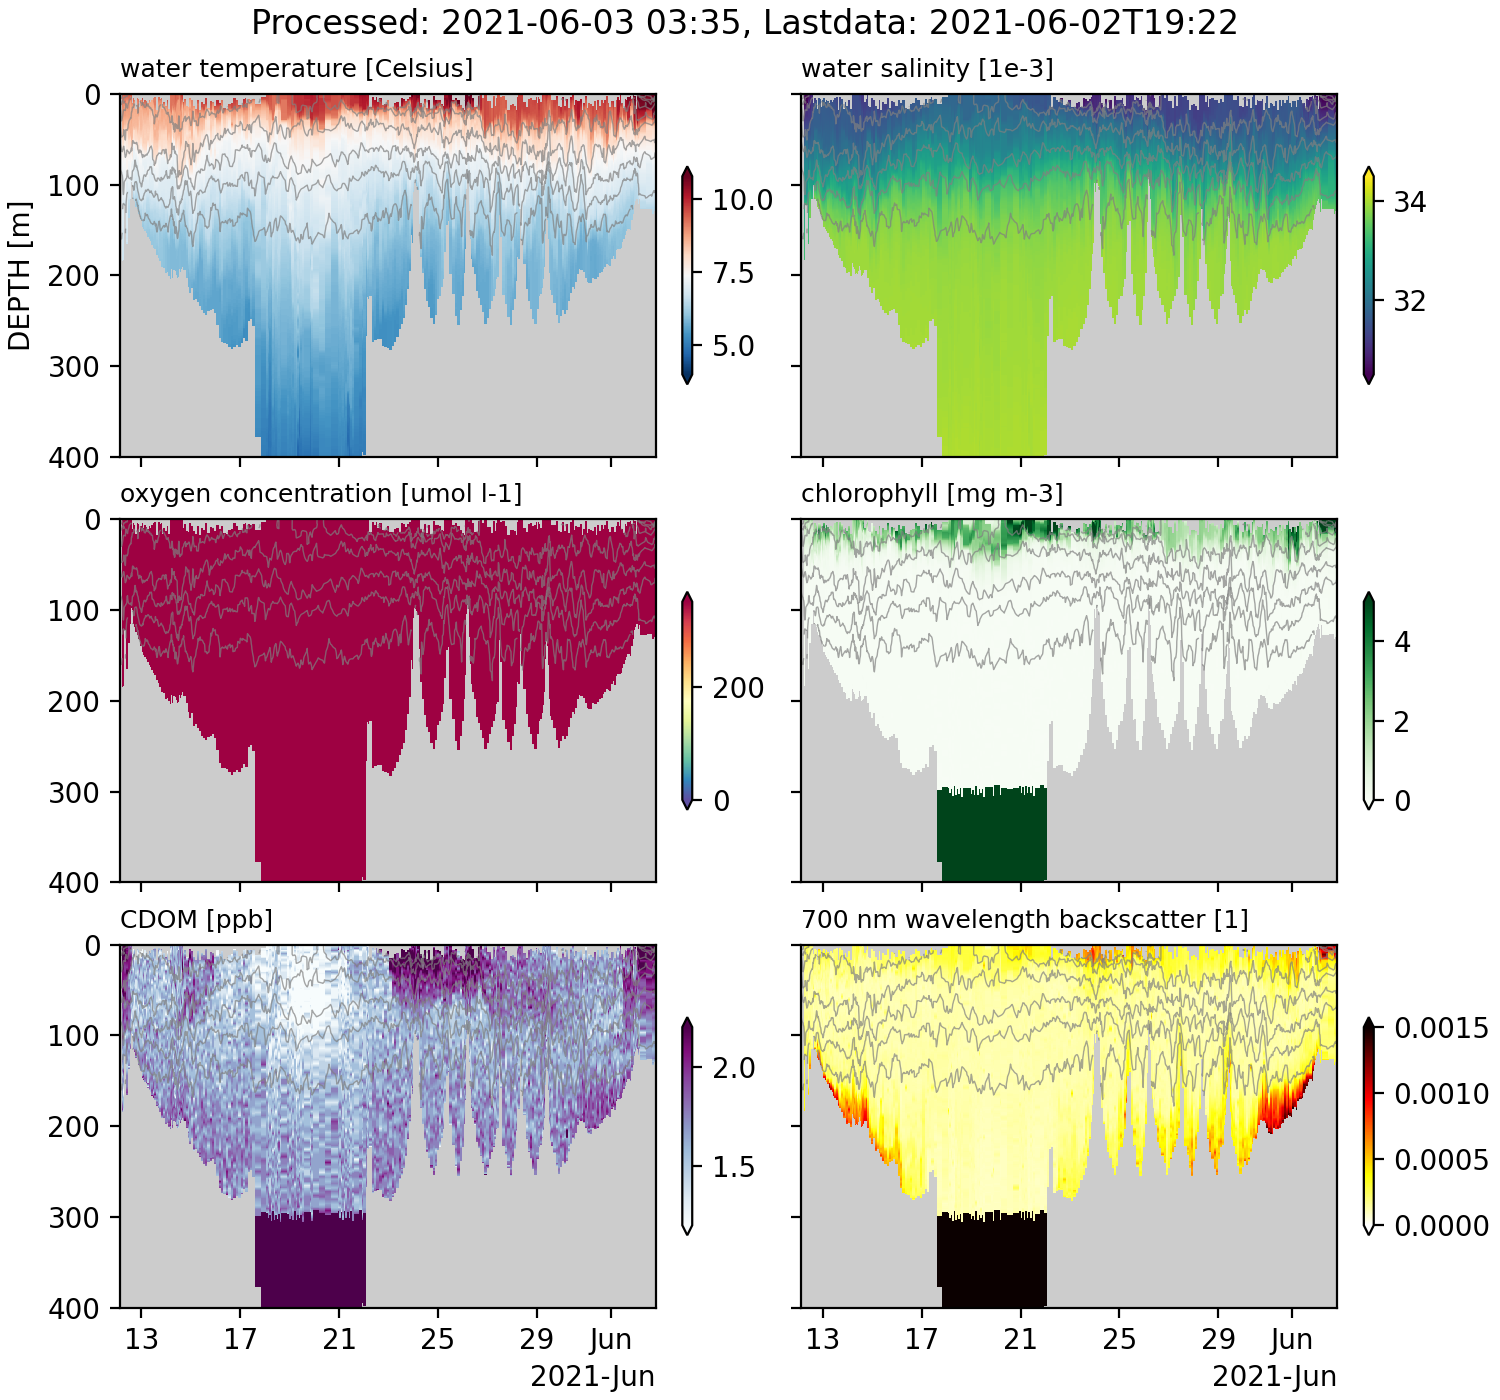 Processed: 2021-06-03 03:35, Lastdata: 2021-06-02T19:22
water temperature [Celsius]
water salinity [1e-3]
0
100
200
300
400
DEPTH [m]
10.0
7.5
5.0
34
32
oxygen concentration [umol l-1]
chlorophyll [mg m-3]
0
100
200
300
400
200
0
4
2
0
CDOM [ppb]
700 nm wavelength backscatter [1]
0
100
200
300
400
2.0
1.5
0.0015
0.0010
0.0005
0.0000
13 17 21 25 29 Jun
2021-Jun
13 17 21 25 29 Jun
2021-Jun